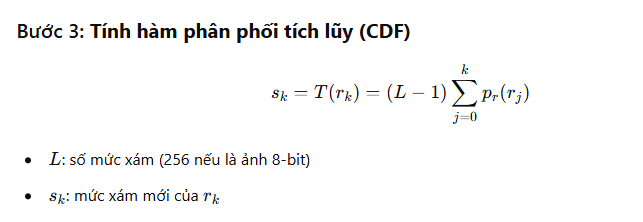 Bước 3: Tính hàm phân phối tích lũy (CDF)
s_k = T(r_k) = (L − 1) ∑_{j=0}^{k} p_r(r_j)
• L: số mức xám (256 nếu là ảnh 8-bit)
• s_k: mức xám mới của r_k